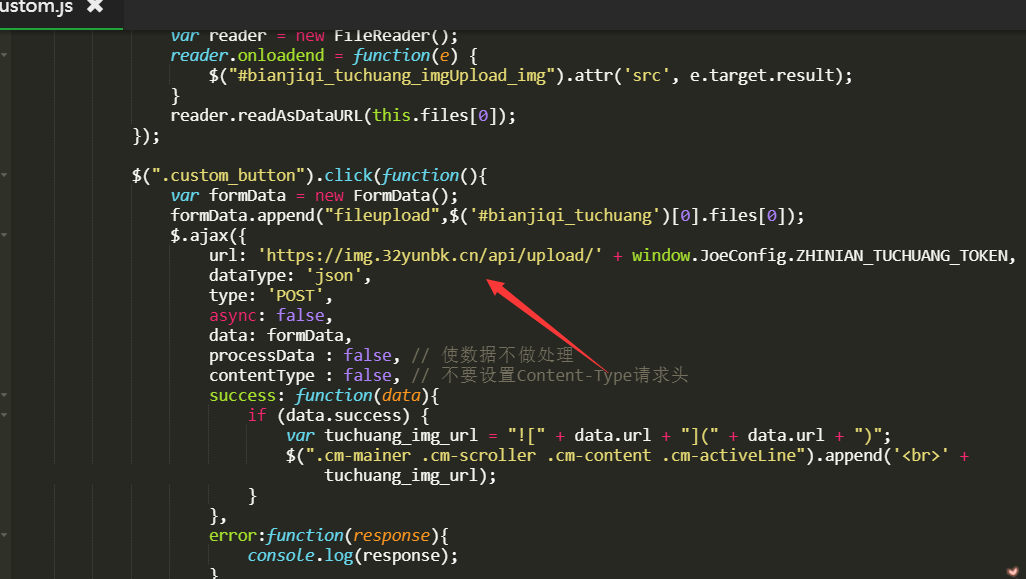 ustom.js ✖
var reader = new FileReader();
reader.onloadend = function(e) {
$("#bianjiqi_tuchuang_imgUpload_img").attr('src', e.target.result);
}
reader.readAsDataURL(this.files[0]);
});
$(".custom_button").click(function(){
var formData = new FormData();
formData.append("fileupload",$('#bianjiqi_tuchuang')[0].files[0]);
$.ajax({
url: 'https://img.32yunbk.cn/api/upload/' + window.JoeConfig.ZHINIAN_TUCHUANG_TOKEN,
dataType: 'json',
type: 'POST',
async: false,
data: formData,
processData : false, // 使数据不做处理
contentType : false, // 不要设置Content-Type请求头
success: function(data){
if (data.success) {
var tuchuang_img_url = "![" + data.url + "](" + data.url + ")";
$(".cm-mainer .cm-scroller .cm-content .cm-activeLine").append('<br>' +
tuchuang_img_url);
}
},
error:function(response){
console.log(response);
}